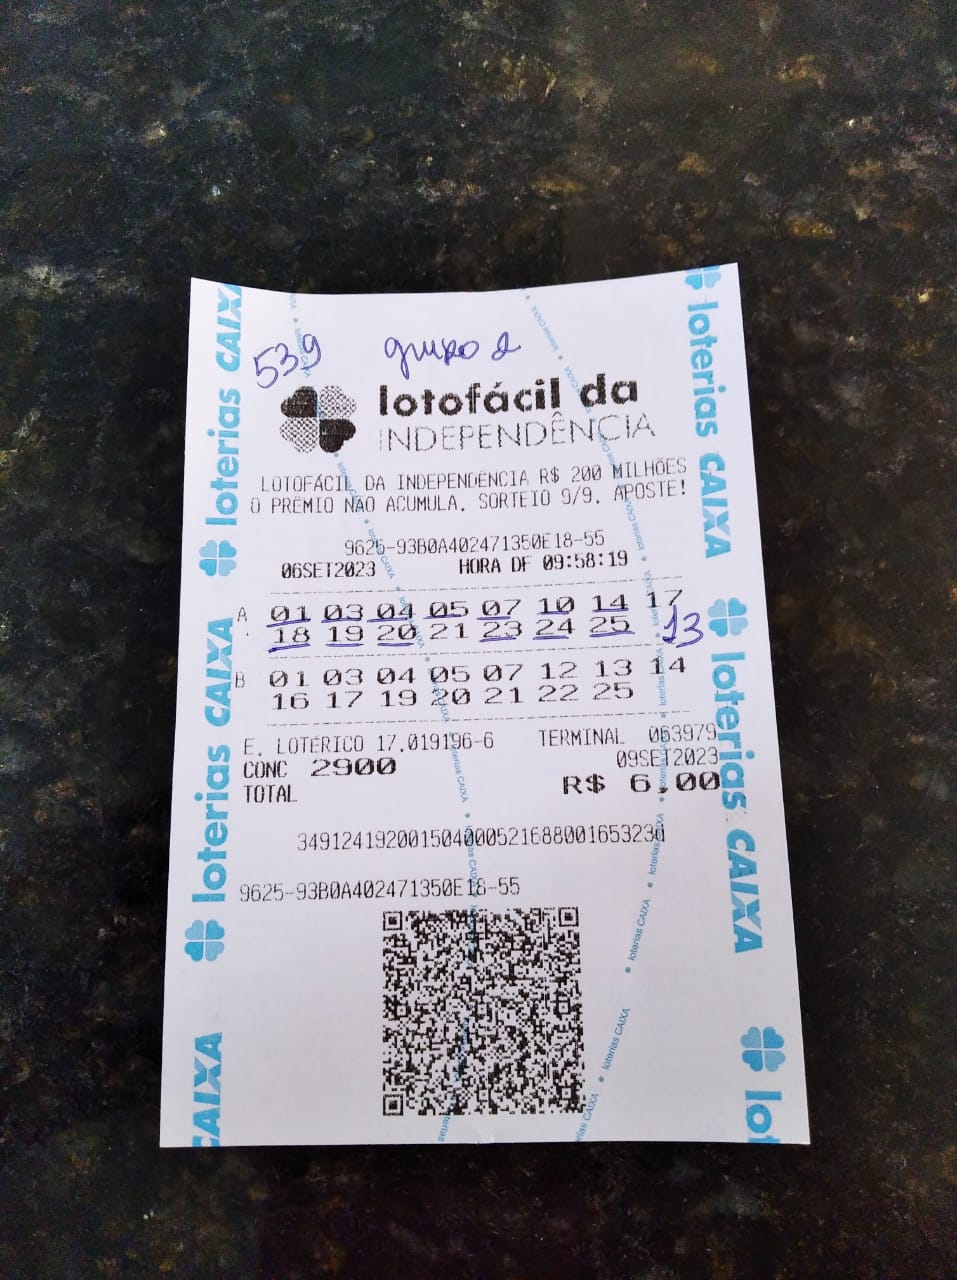 539 grupo 2
lotofácil da
INDEPENDÊNCIA
LOTOFÁCIL DA INDEPENDÊNCIA R$ 200 MILHÕES
O PRÊMIO NÃO ACUMULA. SORTEIO 9/9. APOSTE!
9625-93B0A402471350E18-55
06SET2023 HORA DF 09:58:19
A 01 03 04 05 07 10 14 17
18 19 20 21 23 24 25 13
B 01 03 04 05 07 12 13 14
16 17 19 20 21 22 25
E. LOTÉRICO 17.019196-6 TERMINAL 063979
09SET2023
CONC 2900
TOTAL R$ 6,00
9625-93B0A402471350E18-55
loterias CAIXA
loterias CAIXA
CAIXA
loterias CAIXA
loterias CAIXA
lot